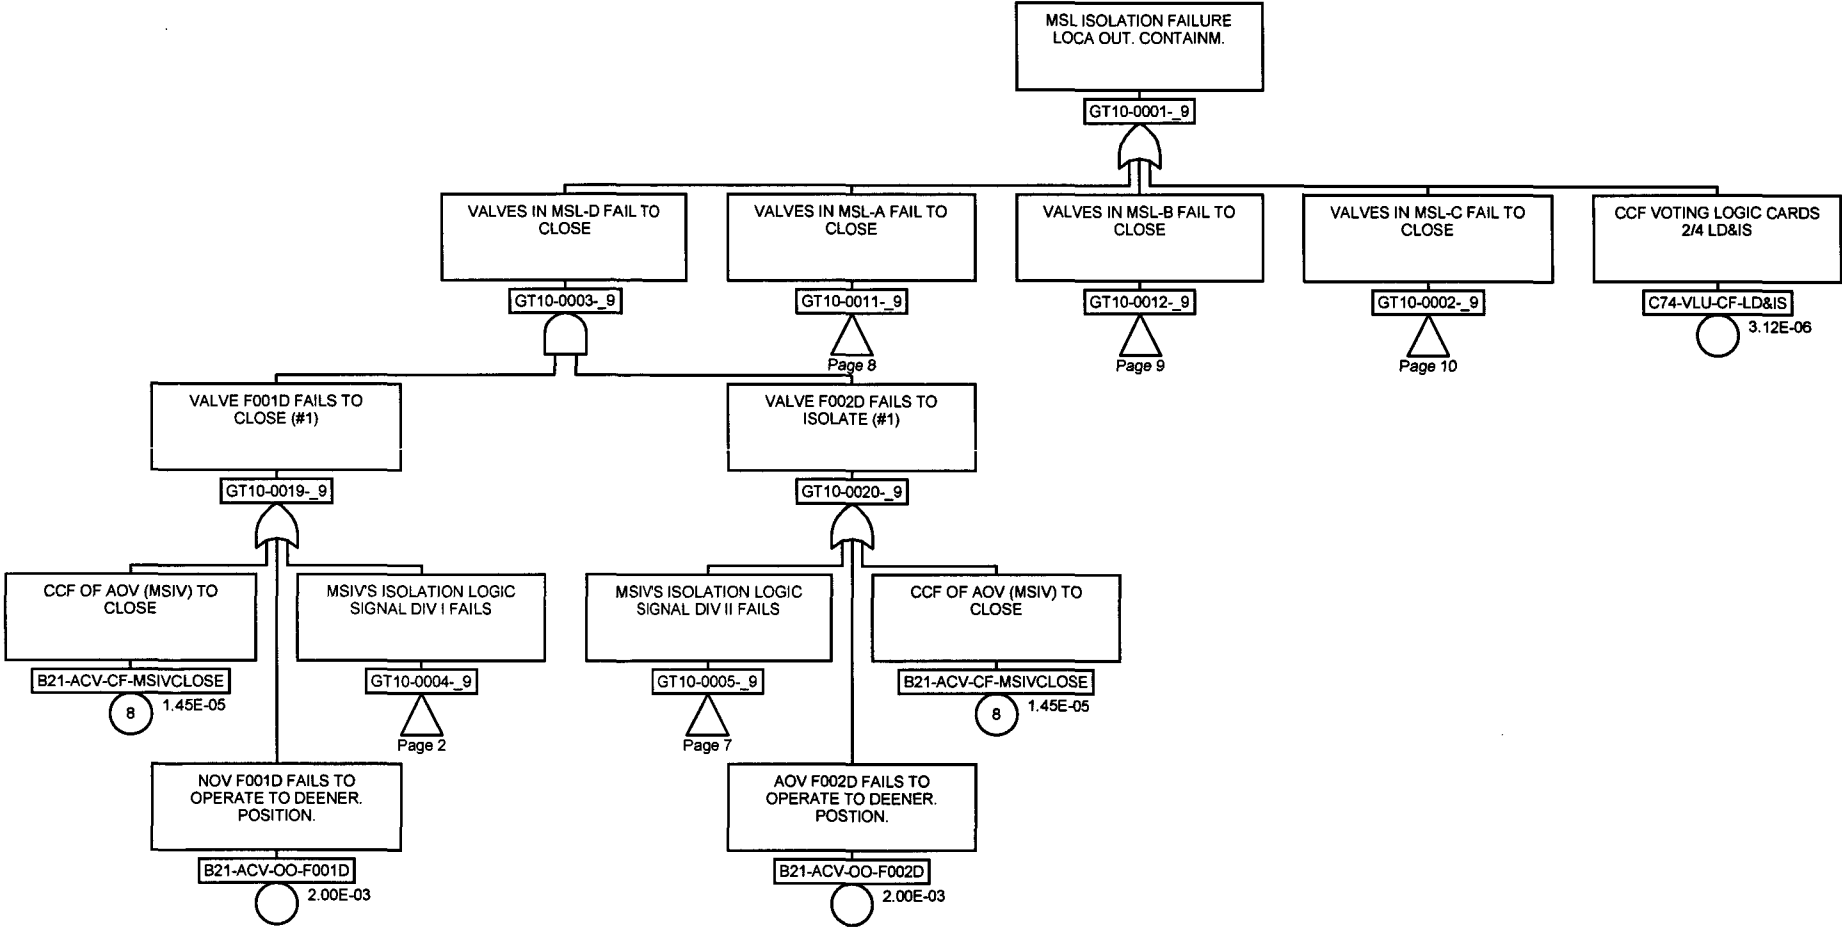 MSL ISOLATION FAILURE
LOCA OUT. CONTAINM.
GT10-0001-_9
VALVES IN MSL-D FAIL TO
CLOSE
GT10-0003-_9
VALVES IN MSL-A FAIL TO
CLOSE
GT10-0011-_9
Page 8
VALVES IN MSL-B FAIL TO
CLOSE
GT10-0012-_9
Page 9
VALVES IN MSL-C FAIL TO
CLOSE
GT10-0002-_9
Page 10
CCF VOTING LOGIC CARDS
2/4 LD&IS
C74-VLU-CF-LD&IS
3.12E-06
VALVE F001D FAILS TO
CLOSE (#1)
GT10-0019-_9
VALVE F002D FAILS TO
ISOLATE (#1)
GT10-0020-_9
CCF OF AOV (MSIV) TO
CLOSE
B21-ACV-CF-MSIVCLOSE
8
1.45E-05
MSIV'S ISOLATION LOGIC
SIGNAL DIV I FAILS
GT10-0004-_9
Page 2
MSIV'S ISOLATION LOGIC
SIGNAL DIV II FAILS
GT10-0005-_9
Page 7
CCF OF AOV (MSIV) TO
CLOSE
B21-ACV-CF-MSIVCLOSE
8
1.45E-05
NOV F001D FAILS TO
OPERATE TO DEENER.
POSITION.
B21-ACV-OO-F001D
2.00E-03
AOV F002D FAILS TO
OPERATE TO DEENER.
POSTION.
B21-ACV-OO-F002D
2.00E-03